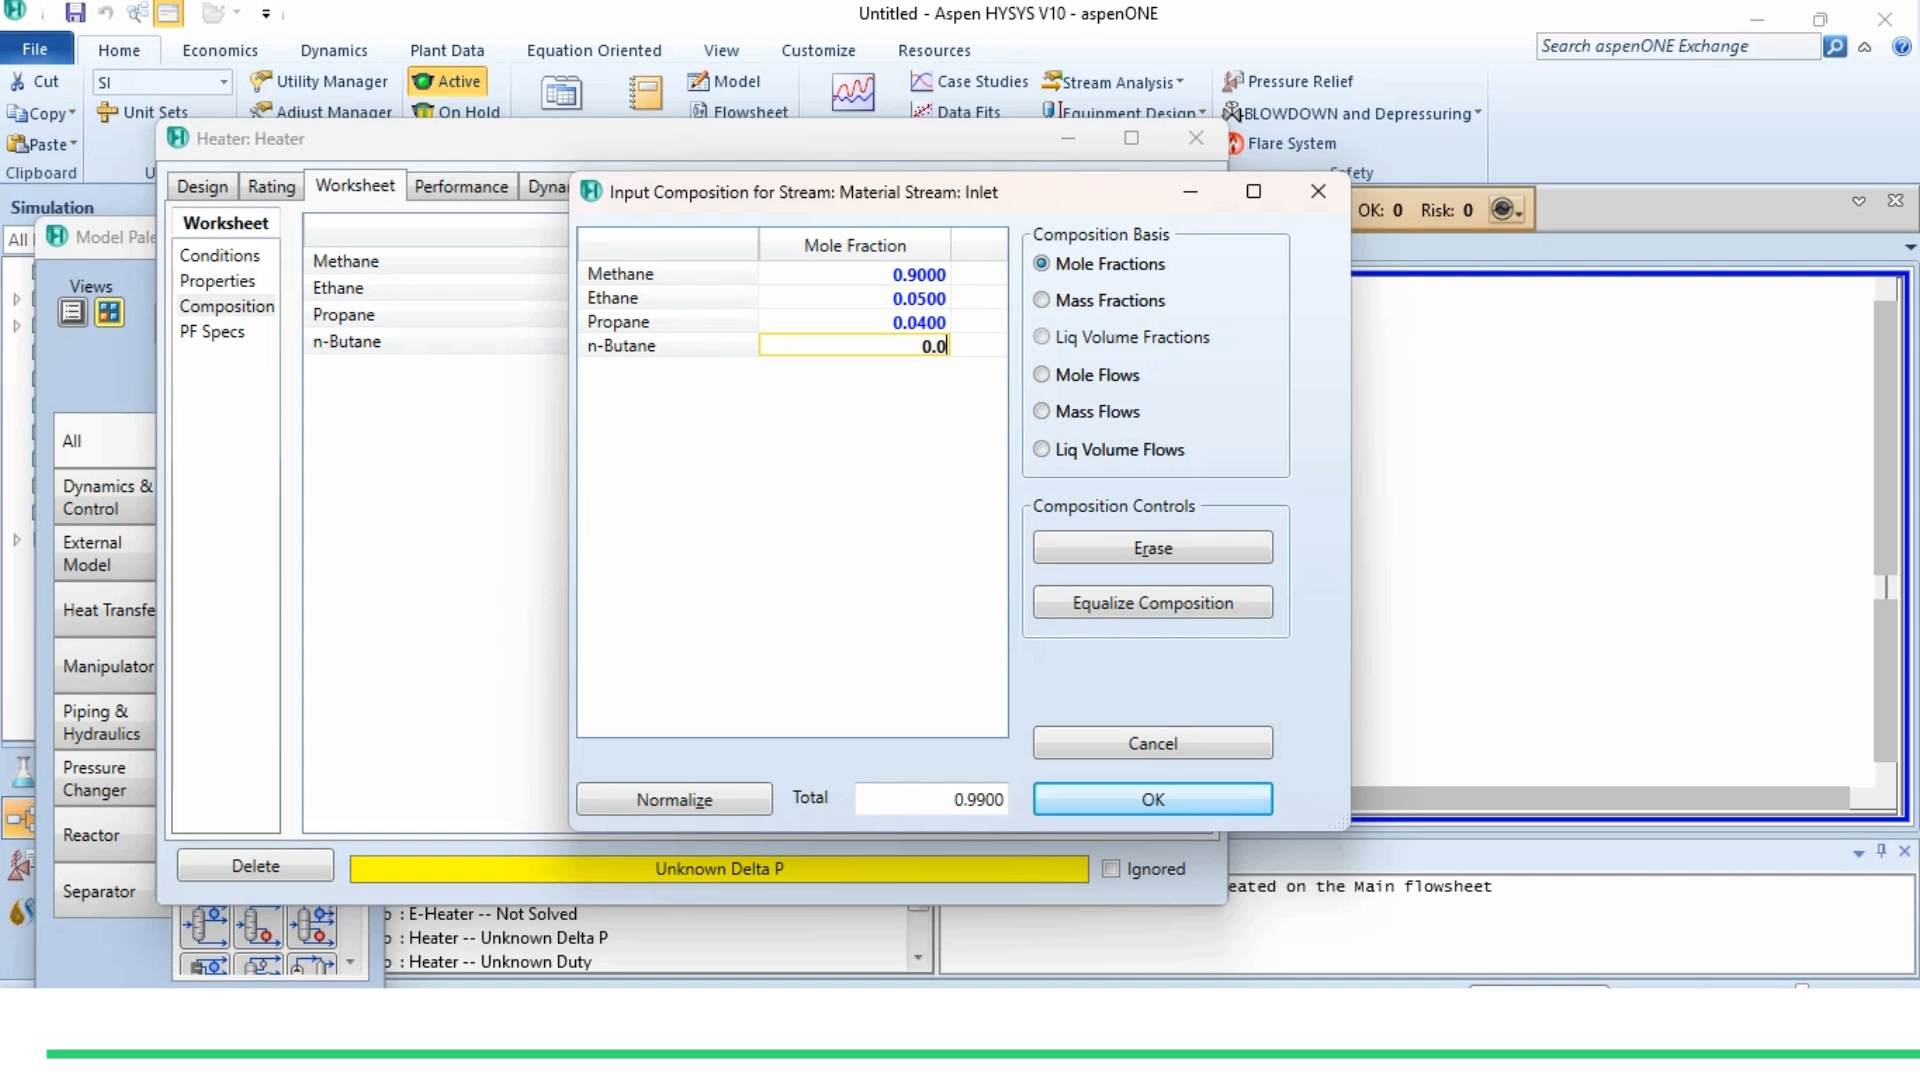 Untitled - Aspen HYSYS V10 - aspenONE
File Home Economics Dynamics Plant Data Equation Oriented View Customize Resources
Search aspenONE Exchange
Cut SI Utility Manager Active Model Case Studies Stream Analysis Pressure Relief
Copy Unit Sets Adjust Manager On Hold Flowsheet Data Fits Equipment Design BLOWDOWN and Depressuring
Paste Flare System
Clipboard
Heater: Heater
Simulation
Design Rating Worksheet Performance
Input Composition for Stream: Material Stream: Inlet
OK: 0 Risk: 0
All
Views
Worksheet
Conditions
Properties
Composition
PF Specs
Methane
Ethane
Propane
n-Butane
Mole Fraction
Methane 0.9000
Ethane 0.0500
Propane 0.0400
n-Butane 0.0
Composition Basis
Mole Fractions
Mass Fractions
Liq Volume Fractions
Mole Flows
Mass Flows
Liq Volume Flows
Composition Controls
Erase
Equalize Composition
Cancel
Normalize Total 0.9900 OK
All
Dynamics &
Control
External
Model
Heat Transfe
Manipulator
Piping &
Hydraulics
Pressure
Changer
Reactor
Separator
Delete Unknown Delta P Ignored
eated on the Main flowsheet
: E-Heater -- Not Solved
: Heater -- Unknown Delta P
: Heater -- Unknown Duty